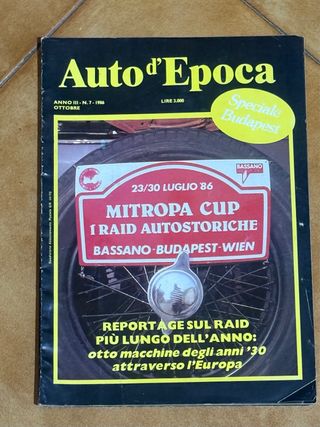 Auto d'Epoca
ANNO III - N. 7 - 1986
OTTOBRE
LIRE 3.000
Speciale
Budapest
BASSANO
23/30 LUGLIO '86
MITROPA CUP
1 RAID AUTOSTORICHE
BASSANO-BUDAPEST-WIEN
REPORTAGE SUL RAID
PIÙ LUNGO DELL'ANNO:
otto macchine degli anni '30
attraverso l'Europa